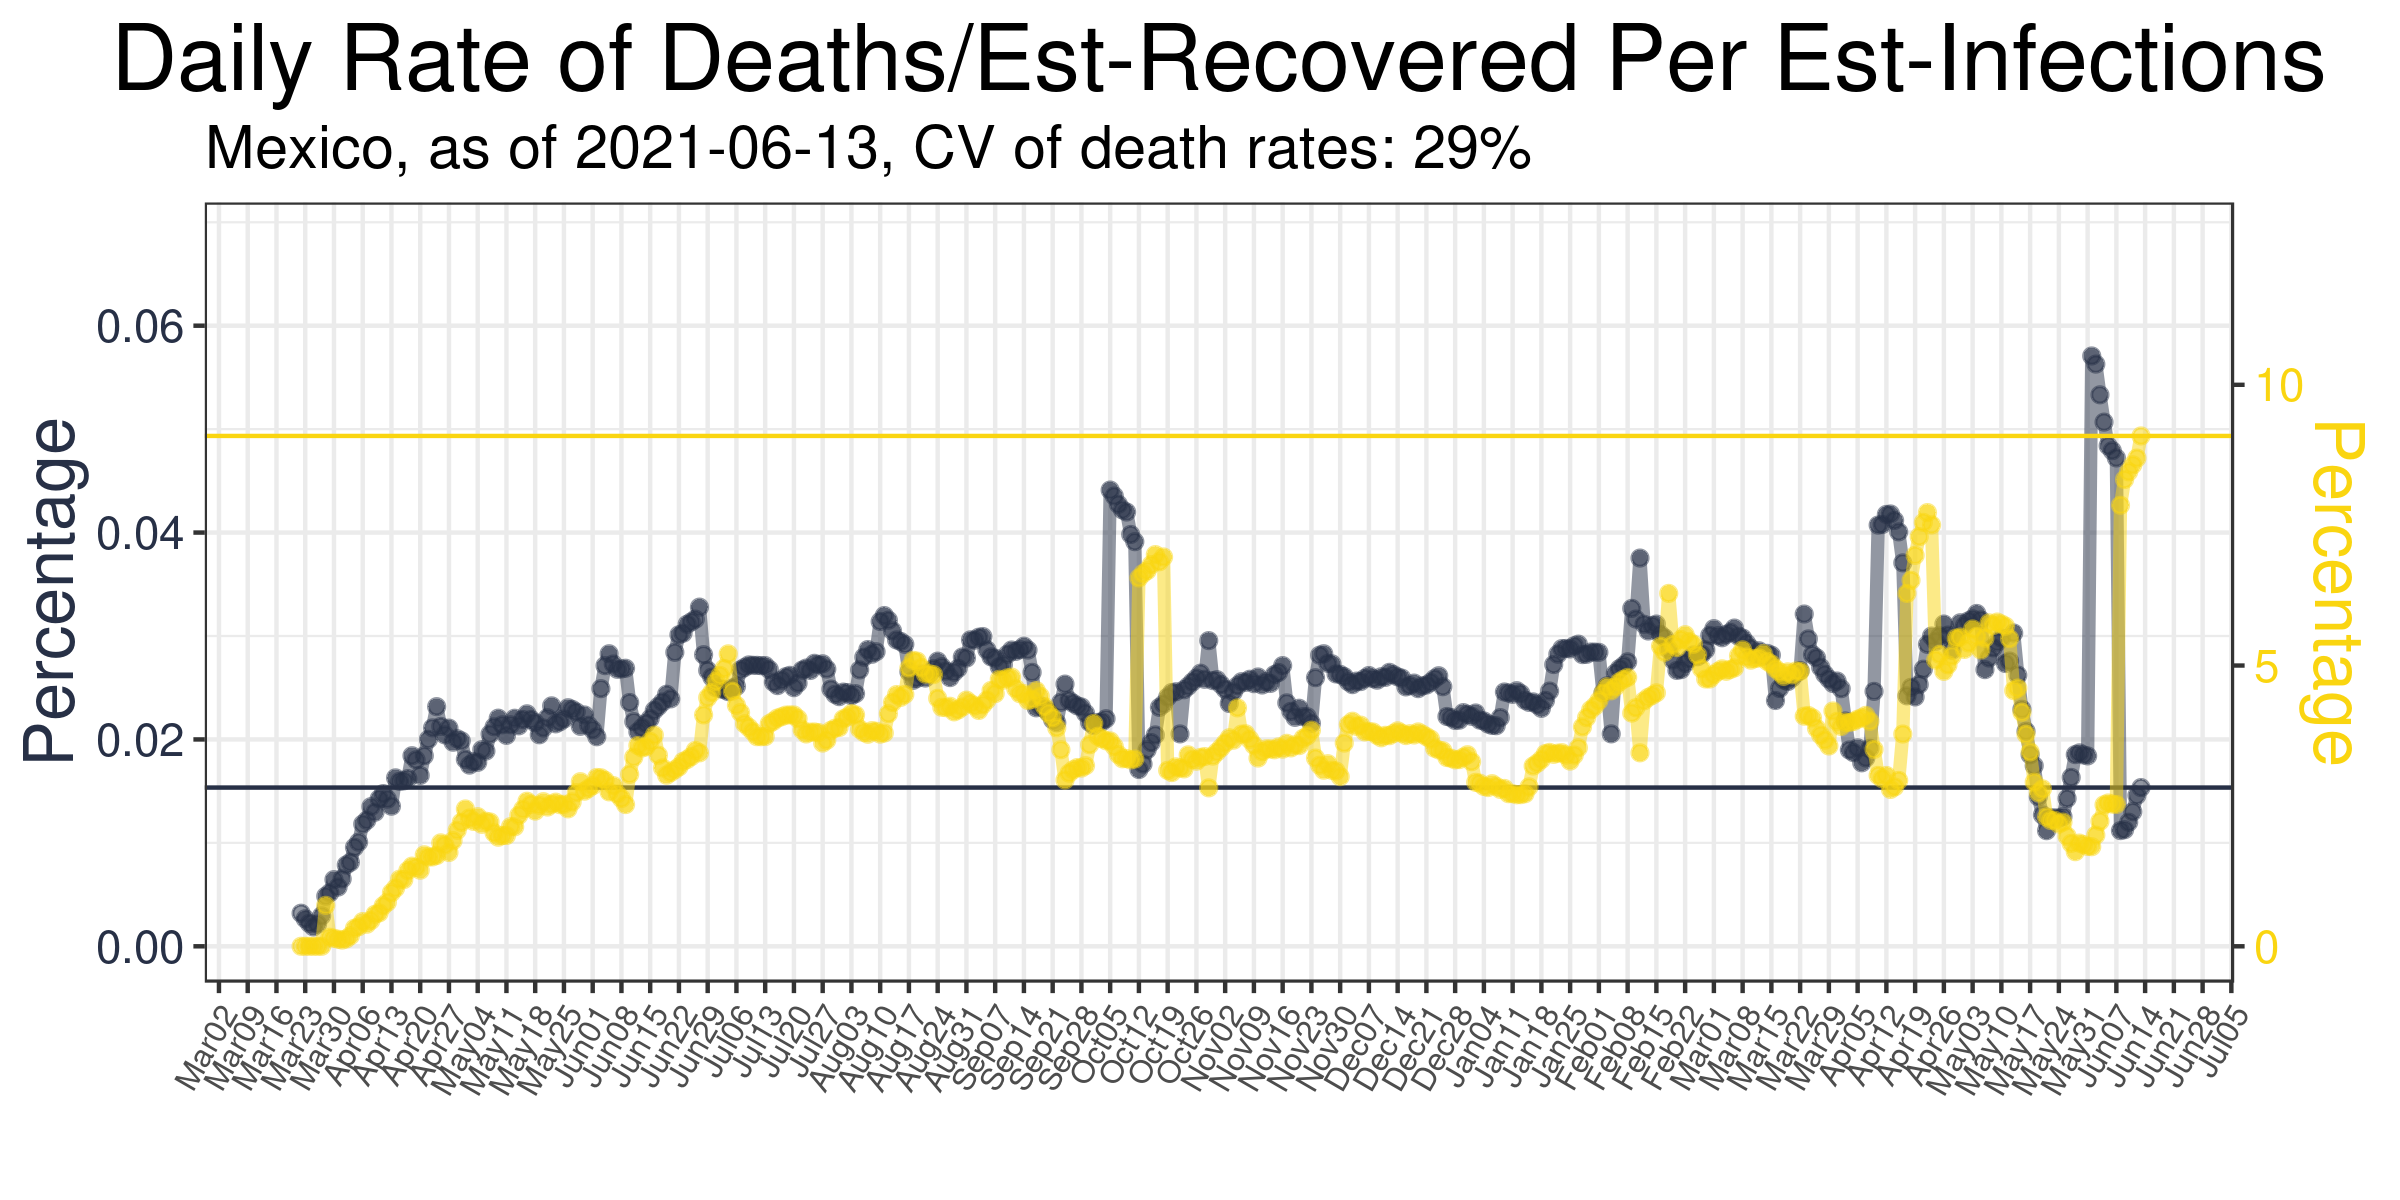 Daily Rate of Deaths/Est-Recovered Per Est-Infections
Mexico, as of 2021-06-13, CV of death rates: 29%
Percentage
0.06
0.04
0.02
0.00
10
5
0
Percentage
Mar02 Mar09 Mar16 Mar23 Mar30 Apr06 Apr13 Apr20 Apr27 May04 May11 May18 May25 Jun01 Jun08 Jun15 Jun22 Jun29 Jul06 Jul13 Jul20 Jul27 Aug03 Aug10 Aug17 Aug24 Aug31 Sep07 Sep14 Sep21 Sep28 Oct05 Oct12 Oct19 Oct26 Nov02 Nov09 Nov16 Nov23 Nov30 Dec07 Dec14 Dec21 Dec28 Jan04 Jan11 Jan18 Jan25 Feb01 Feb08 Feb15 Feb22 Mar01 Mar08 Mar15 Mar22 Mar29 Apr05 Apr12 Apr19 Apr26 May03 May10 May17 May24 May31 Jun07 Jun14 Jun21 Jun28 Jul05